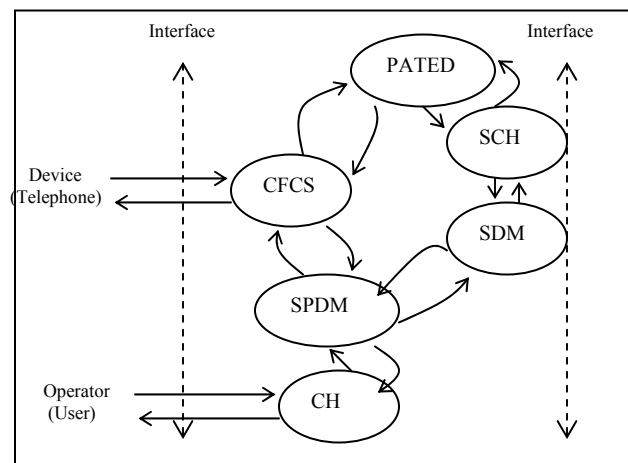 Interface
Interface
PATED
SCH
Device
(Telephone)
CFCS
SDM
SPDM
Operator
(User)
CH